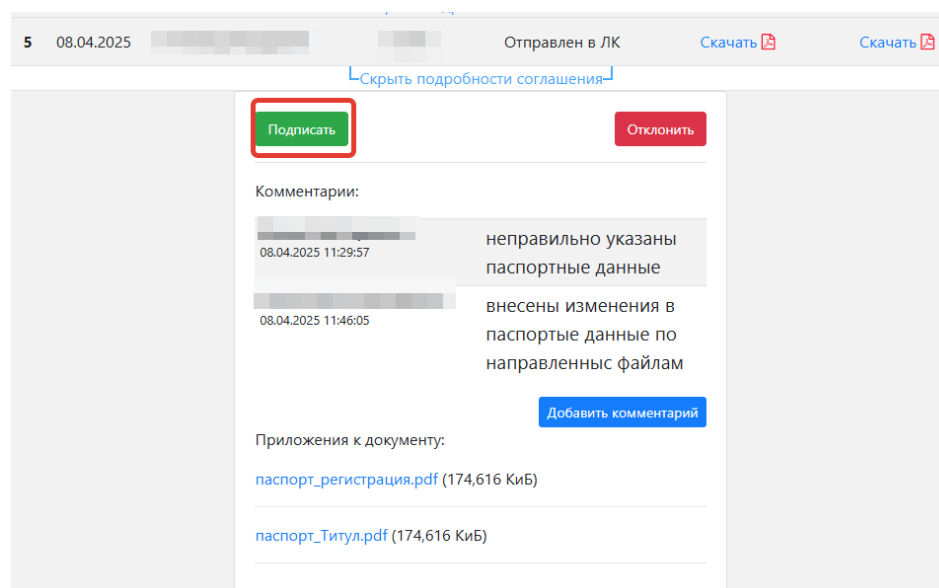 5 08.04.2025 Отправлен в ЛК Скачать Скачать
Скрыть подробности соглашения
Подписать Отклонить
Комментарии:
08.04.2025 11:29:57
неправильно указаны
паспортные данные
08.04.2025 11:46:05
внесены изменения в
паспортые данные по
направленныс файлам
Добавить комментарий
Приложения к документу:
паспорт_регистрация.pdf (174,616 КиБ)
паспорт_Титул.pdf (174,616 КиБ)